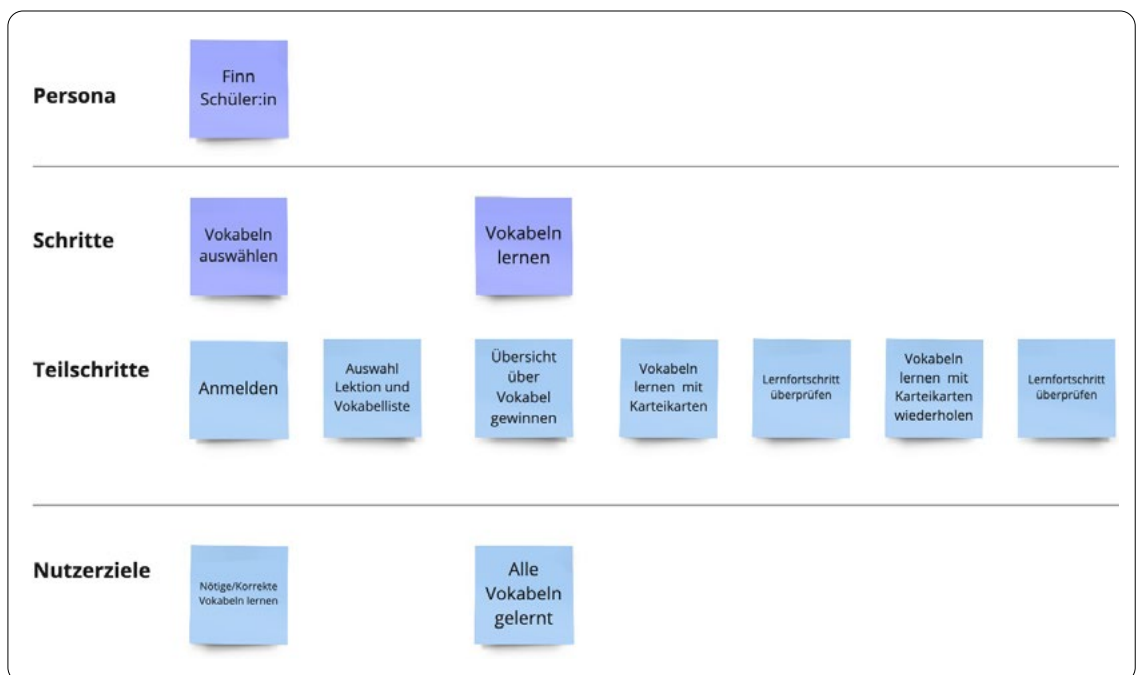 Persona
Finn
Schüler:in
Schritte
Vokabeln
auswählen
Vokabeln
lernen
Teilschritte
Anmelden
Auswahl
Lektion und
Vokabelliste
Übersicht
über
Vokabel
gewinnen
Vokabeln
lernen mit
Karteikarten
Lernfortschritt
überprüfen
Vokabeln
lernen mit
Karteikarten
wiederholen
Lernfortschritt
überprüfen
Nutzerziele
Nötige/Korrekte
Vokabeln lernen
Alle
Vokabeln
gelernt